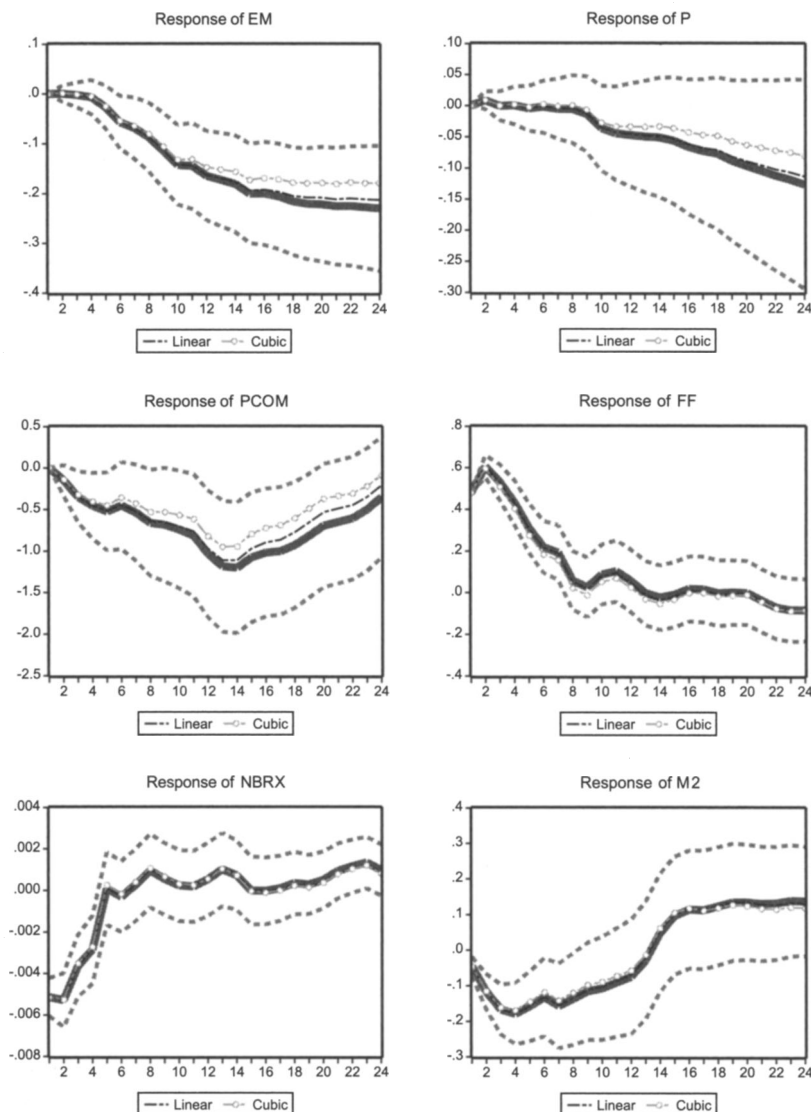 Response of EM
.1
.0
-.1
-.2
-.3
-.4
2 4 6 8 10 12 14 16 18 20 22 24
Linear Cubic
Response of P
.10
.05
.00
-.05
-.10
-.15
-.20
-.25
-.30
2 4 6 8 10 12 14 16 18 20 22 24
Linear Cubic
Response of PCOM
0.5
0.0
-0.5
-1.0
-1.5
-2.0
-2.5
2 4 6 8 10 12 14 16 18 20 22 24
Linear Cubic
Response of FF
.8
.6
.4
.2
.0
-.2
-.4
2 4 6 8 10 12 14 16 18 20 22 24
Linear Cubic
Response of NBRX
.004
.002
.000
-.002
-.004
-.006
-.008
2 4 6 8 10 12 14 16 18 20 22 24
Linear Cubic
Response of M2
.4
.3
.2
.1
.0
-.1
-.2
-.3
2 4 6 8 10 12 14 16 18 20 22 24
Linear Cubic